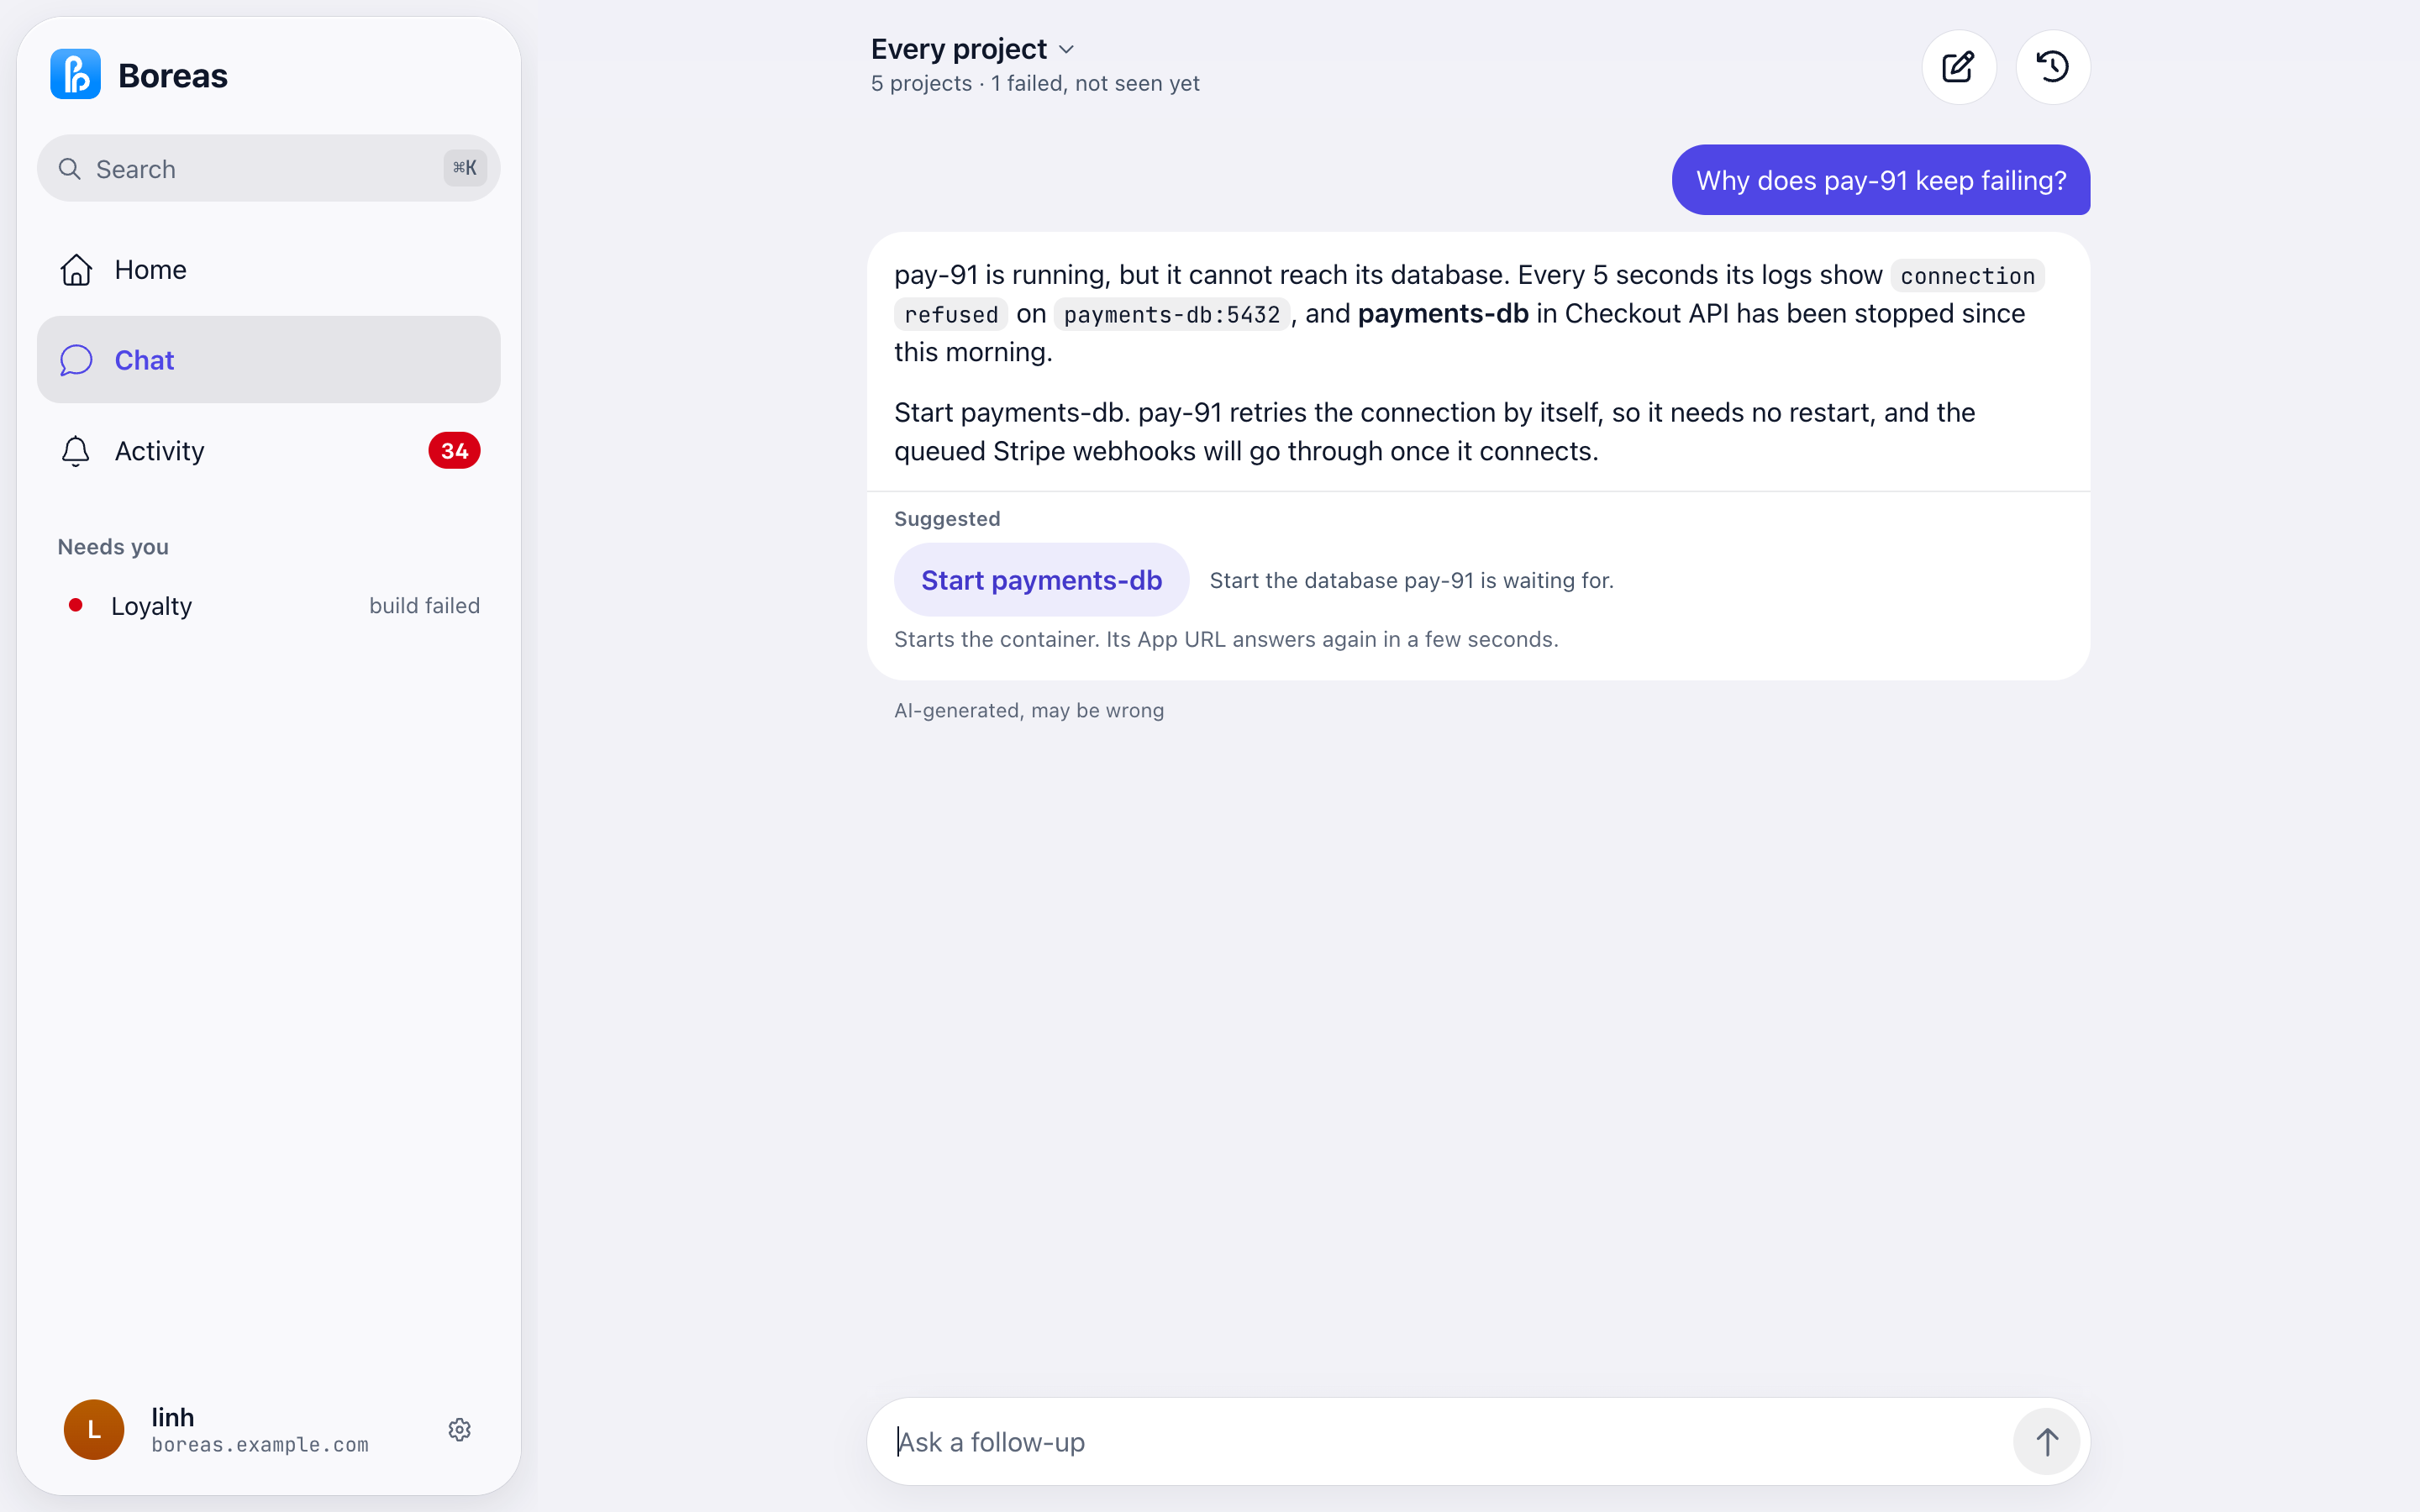 Boreas
Search
⌘K
Home
Chat
Activity
34
Needs you
Loyalty
build failed
L
linh
boreas.example.com
Every project
5 projects · 1 failed, not seen yet
Why does pay-91 keep failing?
pay-91 is running, but it cannot reach its database. Every 5 seconds its logs show connection
refused on payments-db:5432, and payments-db in Checkout API has been stopped since
this morning.
Start payments-db. pay-91 retries the connection by itself, so it needs no restart, and the
queued Stripe webhooks will go through once it connects.
Suggested
Start payments-db
Start the database pay-91 is waiting for.
Starts the container. Its App URL answers again in a few seconds.
AI-generated, may be wrong
Ask a follow-up